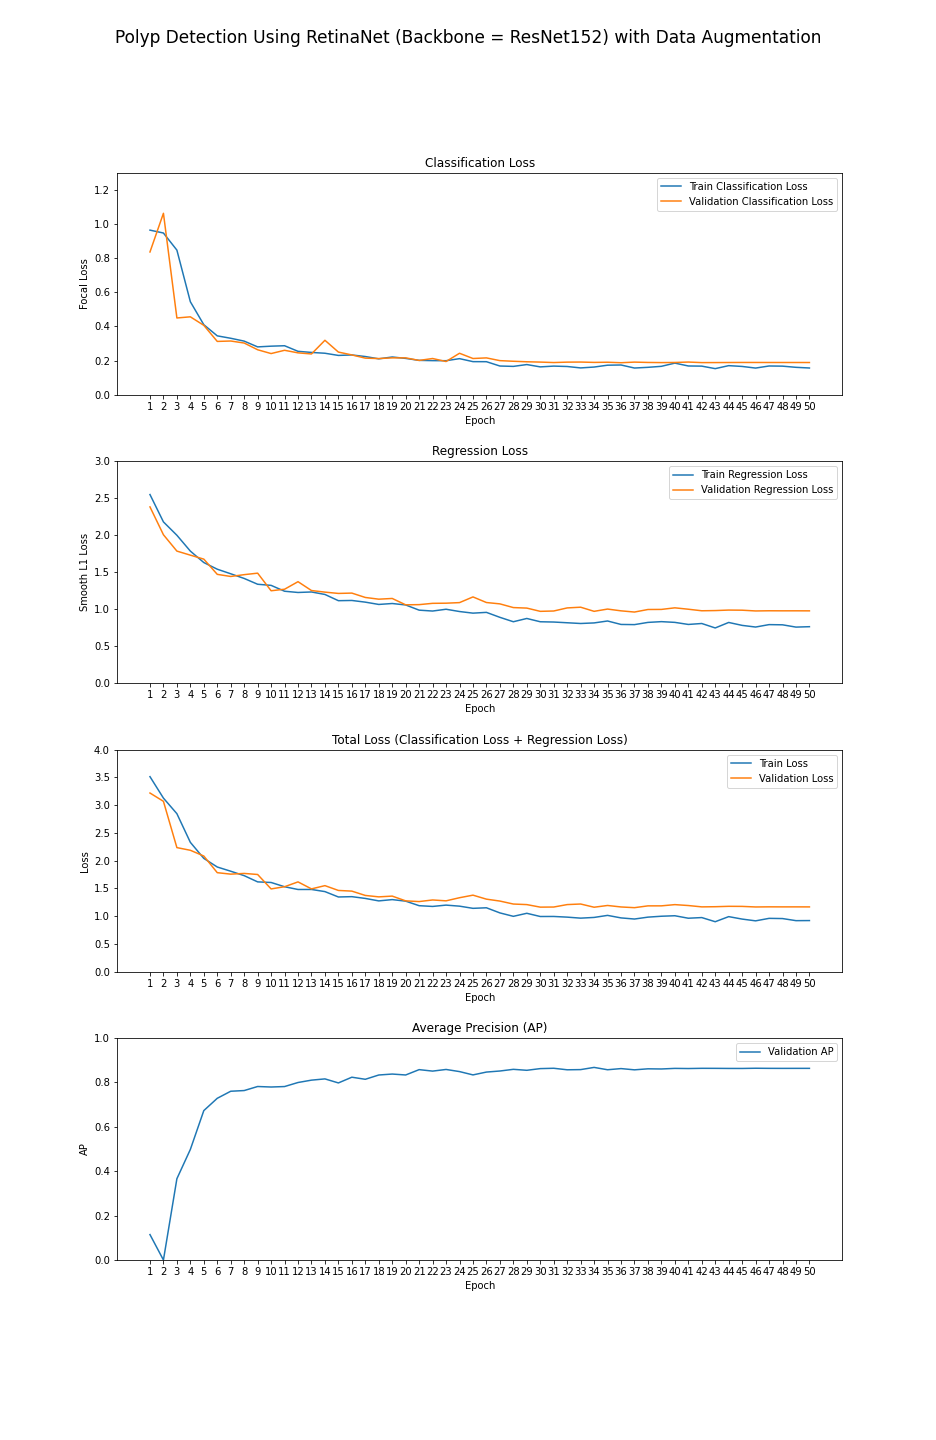 Polyp Detection Using RetinaNet (Backbone = ResNet152) with Data Augmentation
Classification Loss
Train Classification Loss
Validation Classification Loss
1.2
1.0
0.8
0.6
0.4
0.2
0.0
Focal Loss
1 2 3 4 5 6 7 8 9 10 11 12 13 14 15 16 17 18 19 20 21 22 23 24 25 26 27 28 29 30 31 32 33 34 35 36 37 38 39 40 41 42 43 44 45 46 47 48 49 50
Epoch
Regression Loss
Train Regression Loss
Validation Regression Loss
3.0
2.5
2.0
1.5
1.0
0.5
0.0
Smooth L1 Loss
1 2 3 4 5 6 7 8 9 10 11 12 13 14 15 16 17 18 19 20 21 22 23 24 25 26 27 28 29 30 31 32 33 34 35 36 37 38 39 40 41 42 43 44 45 46 47 48 49 50
Epoch
Total Loss (Classification Loss + Regression Loss)
Train Loss
Validation Loss
4.0
3.5
3.0
2.5
2.0
1.5
1.0
0.5
0.0
Loss
1 2 3 4 5 6 7 8 9 10 11 12 13 14 15 16 17 18 19 20 21 22 23 24 25 26 27 28 29 30 31 32 33 34 35 36 37 38 39 40 41 42 43 44 45 46 47 48 49 50
Epoch
Average Precision (AP)
Validation AP
1.0
0.8
0.6
0.4
0.2
0.0
AP
1 2 3 4 5 6 7 8 9 10 11 12 13 14 15 16 17 18 19 20 21 22 23 24 25 26 27 28 29 30 31 32 33 34 35 36 37 38 39 40 41 42 43 44 45 46 47 48 49 50
Epoch